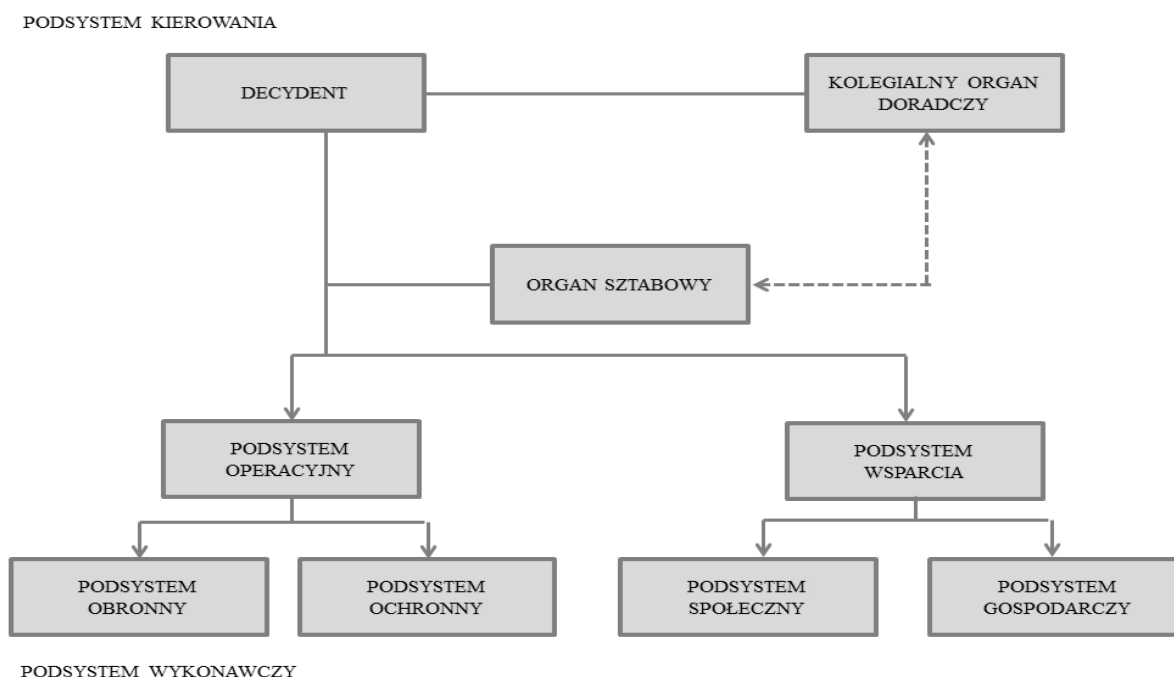 PODSYSTEM KIEROWANIA
DECYDENT
KOLEGIALNY ORGAN
DORADCZY
ORGAN SZTABOWY
PODSYSTEM
OPERACYJNY
PODSYSTEM
WSPARCIA
PODSYSTEM
OBRONNY
PODSYSTEM
OCHRONNY
PODSYSTEM
SPOŁECZNY
PODSYSTEM
GOSPODARCZY
PODSYSTEM WYKONAWCZY